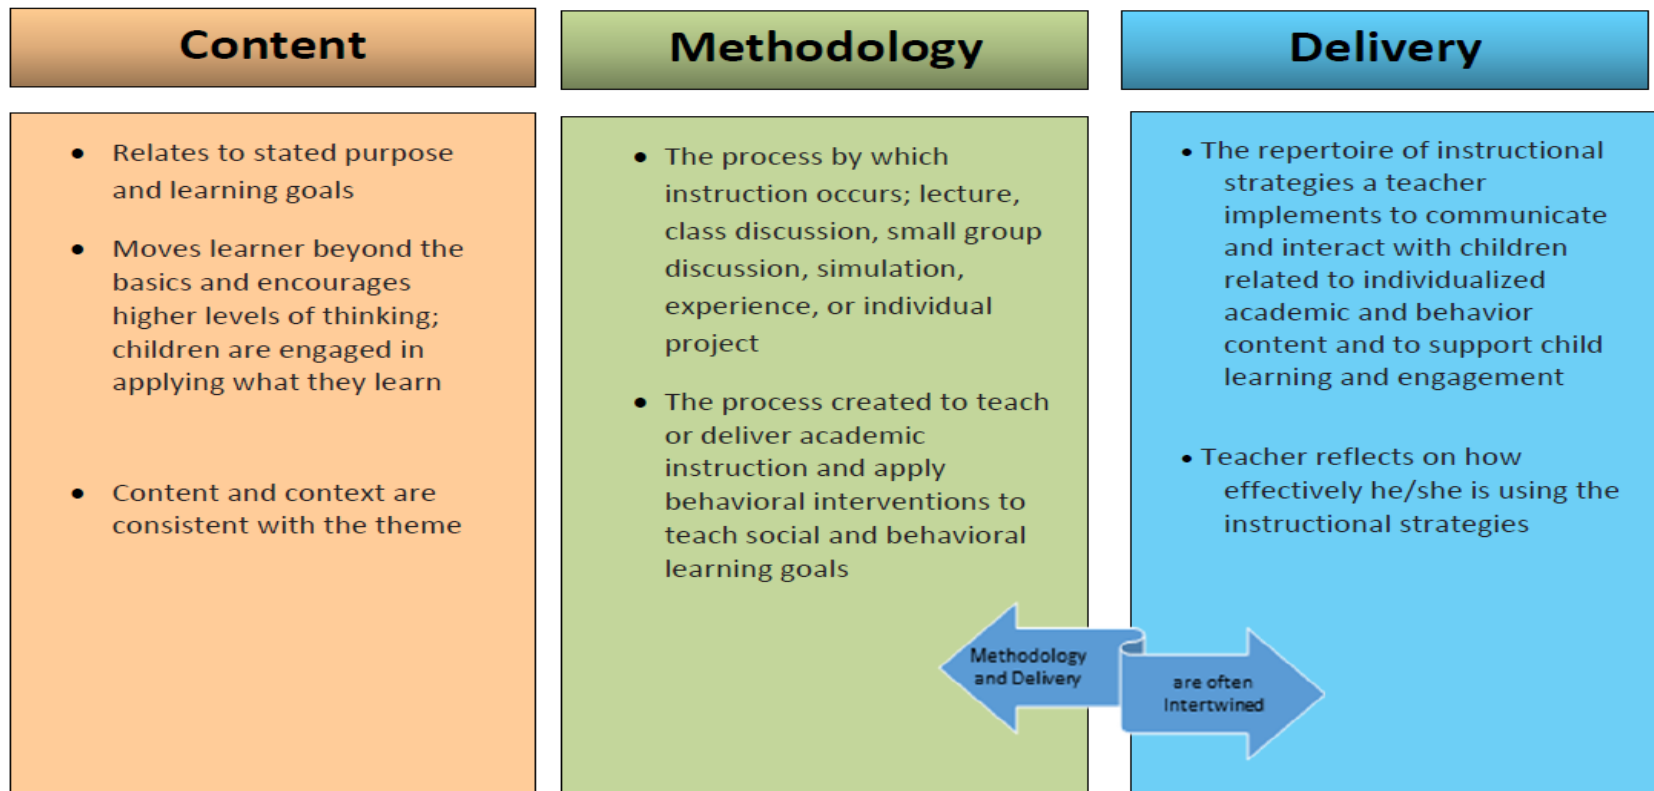 Content
• Relates to stated purpose
and learning goals
• Moves learner beyond the
basics and encourages
higher levels of thinking;
children are engaged in
applying what they learn
• Content and context are
consistent with the theme
Methodology
• The process by which
instruction occurs; lecture,
class discussion, small group
discussion, simulation,
experience, or individual
project
• The process created to teach
or deliver academic
instruction and apply
behavioral interventions to
teach social and behavioral
learning goals
Delivery
• The repertoire of instructional
strategies a teacher
implements to communicate
and interact with children
related to individualized
academic and behavior
content and to support child
learning and engagement
• Teacher reflects on how
effectively he/she is using the
instructional strategies
Methodology
and Delivery
are often
Intertwined